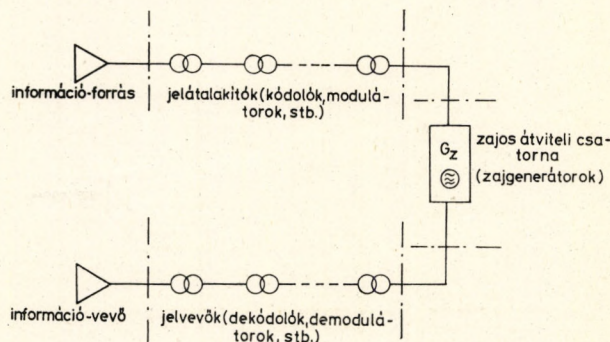 információ-forrás
jelátalakítók(kódolók,modulá-
torok, stb.)
Gz
zajos átviteli csa-
torna
(zajgenerátorok)
információ-vevő
jelvevők(dekódolók,demodulá-
torok, stb.)